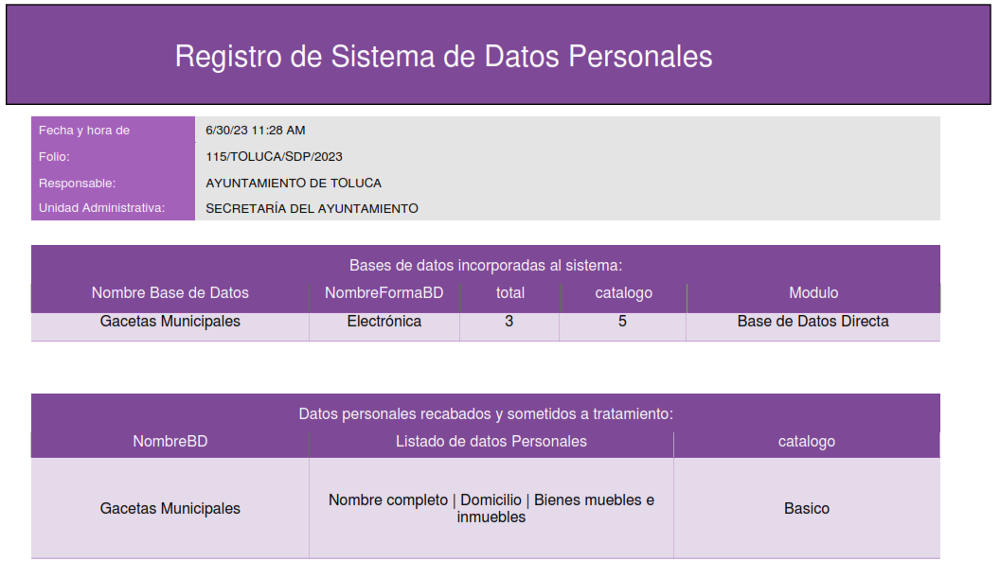 Registro de Sistema de Datos Personales
Fecha y hora de 6/30/23 11:28 AM
Folio: 115/TOLUCA/SDP/2023
Responsable: AYUNTAMIENTO DE TOLUCA
Unidad Administrativa: SECRETARÍA DEL AYUNTAMIENTO
Bases de datos incorporadas al sistema:
Nombre Base de Datos NombreFormaBD total catalogo Modulo
Gacetas Municipales Electrónica 3 5 Base de Datos Directa
Datos personales recabados y sometidos a tratamiento:
NombreBD Listado de datos Personales catalogo
Gacetas Municipales Nombre completo | Domicilio | Bienes muebles e Basico
inmuebles